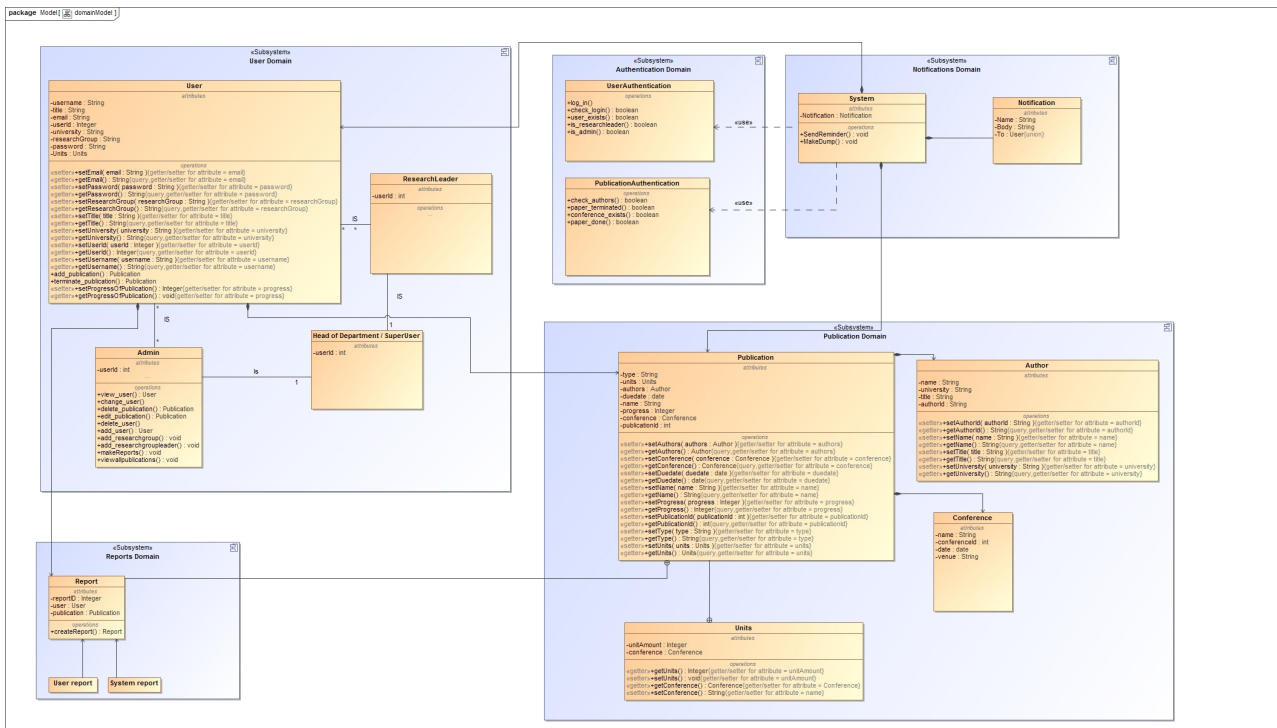 package Model[ domainModel ]
«Subsystem»
User Domain
User
attributes
-username : String
-title : String
-email : String
-userId : Integer
-university : String
-researchGroup : String
-password : String
-Units : Units
operations
«setter»+setEmail( email : String ){getter/setter for attribute = email}
«getter»+getEmail() : String{query,getter/setter for attribute = email}
«setter»+setPassword( password : String ){getter/setter for attribute = password}
«getter»+getPassword() : String{query,getter/setter for attribute = password}
«setter»+setResearchGroup( researchGroup : String ){getter/setter for attribute = researchGroup}
«getter»+getResearchGroup() : String{query,getter/setter for attribute = researchGroup}
«setter»+setTitle( title : String ){getter/setter for attribute = title}
«getter»+getTitle() : String{query,getter/setter for attribute = title}
«setter»+setUniversity( university : String ){getter/setter for attribute = university}
«getter»+getUniversity() : String{query,getter/setter for attribute = university}
«setter»+setUserId( userId : Integer ){getter/setter for attribute = userId}
«getter»+getUserId() : Integer{query,getter/setter for attribute = userId}
«setter»+setUsername( username : String ){getter/setter for attribute = username}
«getter»+getUsername() : String{query,getter/setter for attribute = username}
+add_publication() : Publication
+terminate_publication() : Publication
«setter»+setProgressOfPublication() : Integer{getter/setter for attribute = progress}
«getter»+getProgressOfPublication() : void{getter/setter for attribute = progress}
ResearchLeader
attributes
-userId : int
operations
* *
IS
IS
1
*
IS
*
Head of Department / SuperUser
attributes
-userId : int
Is
1
Admin
attributes
-userId : int
operations
+view_user() : User
+change_user()
+delete_publication() : Publication
+edit_publication() : Publication
+delete_user()
+add_user() : User
+add_researchgroup() : void
+add_researchgroupleader() : void
+makeReports() : void
+viewallpublications() : void
«Subsystem»
Authentication Domain
UserAuthentication
operations
+log_in()
+check_login() : boolean
+user_exists() : boolean
+is_researchleader() : boolean
+is_admin() : boolean
PublicationAuthentication
operations
+check_authors() : boolean
+paper_terminated() : boolean
+conference_exists() : boolean
+paper_done() : boolean
«use»
«use»
«Subsystem»
Notifications Domain
System
attributes
-Notification : Notification
operations
+SendReminder() : void
+MakeDump() : void
Notification
attributes
-Name : String
-Body : String
-To : User{union}
«Subsystem»
Publication Domain
Publication
attributes
-type : String
-units : Units
-authors : Author
-duedate : date
-name : String
-progress : Integer
-conference : Conference
-publicationId : int
operations
«setter»+setAuthors( authors : Author ){getter/setter for attribute = authors}
«getter»+getAuthors() : Author{query,getter/setter for attribute = authors}
«setter»+setConference( conference : Conference ){getter/setter for attribute = conference}
«getter»+getConference() : Conference{query,getter/setter for attribute = conference}
«setter»+setDuedate( duedate : date ){getter/setter for attribute = duedate}
«getter»+getDuedate() : date{query,getter/setter for attribute = duedate}
«setter»+setName( name : String ){getter/setter for attribute = name}
«getter»+getName() : String{query,getter/setter for attribute = name}
«setter»+setProgress( progress : Integer ){getter/setter for attribute = progress}
«getter»+getProgress() : Integer{query,getter/setter for attribute = progress}
«setter»+setPublicationId( publicationId : int ){getter/setter for attribute = publicationId}
«getter»+getPublicationId() : int{query,getter/setter for attribute = publicationId}
«setter»+setType( type : String ){getter/setter for attribute = type}
«getter»+getType() : String{query,getter/setter for attribute = type}
«setter»+setUnits( units : Units ){getter/setter for attribute = units}
«getter»+getUnits() : Units{query,getter/setter for attribute = units}
Author
attributes
-name : String
-university : String
-title : String
-authorId : String
operations
«setter»+setAuthorId( authorId : String ){getter/setter for attribute = authorId}
«getter»+getAuthorId() : String{query,getter/setter for attribute = authorId}
«setter»+setName( name : String ){getter/setter for attribute = name}
«getter»+getName() : String{query,getter/setter for attribute = name}
«setter»+setTitle( title : String ){getter/setter for attribute = title}
«getter»+getTitle() : String{query,getter/setter for attribute = title}
«setter»+setUniversity( university : String ){getter/setter for attribute = university}
«getter»+getUniversity() : String{query,getter/setter for attribute = university}
Conference
attributes
-name : String
-conferenceId : int
-date : date
-venue : String
Units
attributes
-unitAmount : Integer
-conference : Conference
operations
«getter»+getUnits() : Integer{getter/setter for attribute = unitAmount}
«setter»+setUnits() : void{getter/setter for attribute = unitAmount}
«getter»+getConference() : Conference{getter/setter for attribute = Conference}
«setter»+setConference() : String{getter/setter for attribute = name}
«Subsystem»
Reports Domain
Report
attributes
-reportID : Integer
-user : User
-publication : Publication
operations
+createReport() : Report
User report
System report